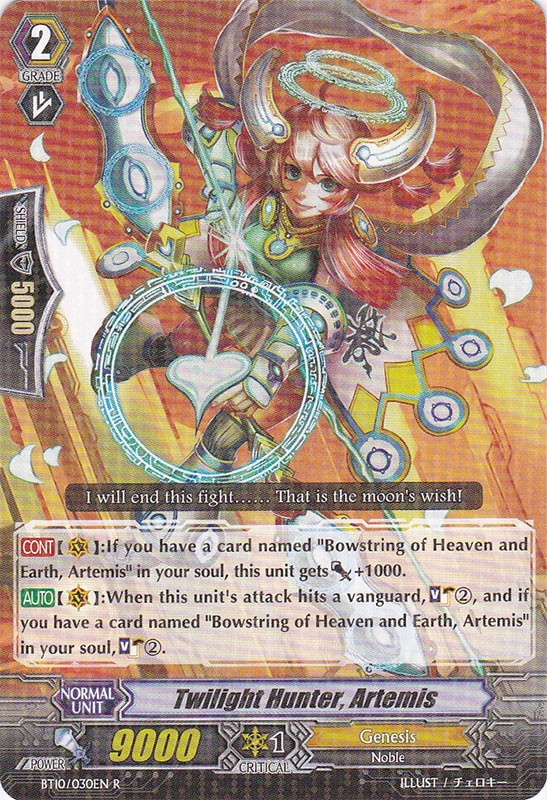 2
GRADE
SHIELD
5000
I will end this fight...... That is the moon's wish!
CONT【 】:If you have a card named "Bowstring of Heaven and
Earth, Artemis" in your soul, this unit gets +1000.
AUTO【 】:When this unit's attack hits a vanguard, V ②, and if
you have a card named "Bowstring of Heaven and Earth, Artemis"
in your soul, V ②.
NORMAL
UNIT
Twilight Hunter, Artemis
POWER
9000
1
CRITICAL
Genesis
Noble
BT10/030EN R
ILLUST / チェロキー